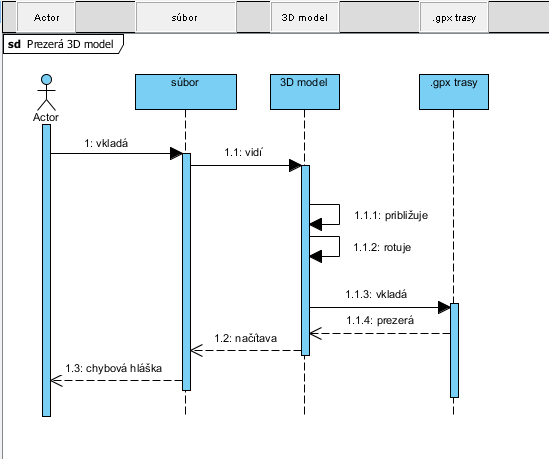 Actor súbor 3D model .gpx trasy
sd Prezerá 3D model
súbor 3D model .gpx trasy
Actor
1: vkladá
1.1: vidí
1.1.1: približuje
1.1.2: rotuje
1.1.3: vkladá
1.1.4: prezerá
1.2: načítava
1.3: chybová hláška